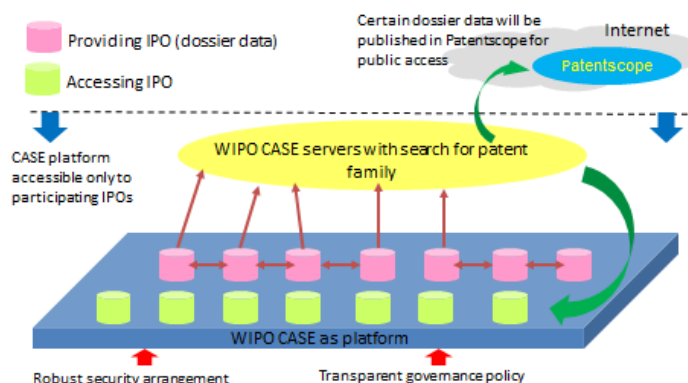 Providing IPO (dossier data)
Accessing IPO
Certain dossier data will be
published in Patentscope for
public access
Internet
Patentscope
CASE platform
accessible only to
participating IPOs
WIPO CASE servers with search for patent
family
WIPO CASE as platform
Robust security arrangement
Transparent governance policy